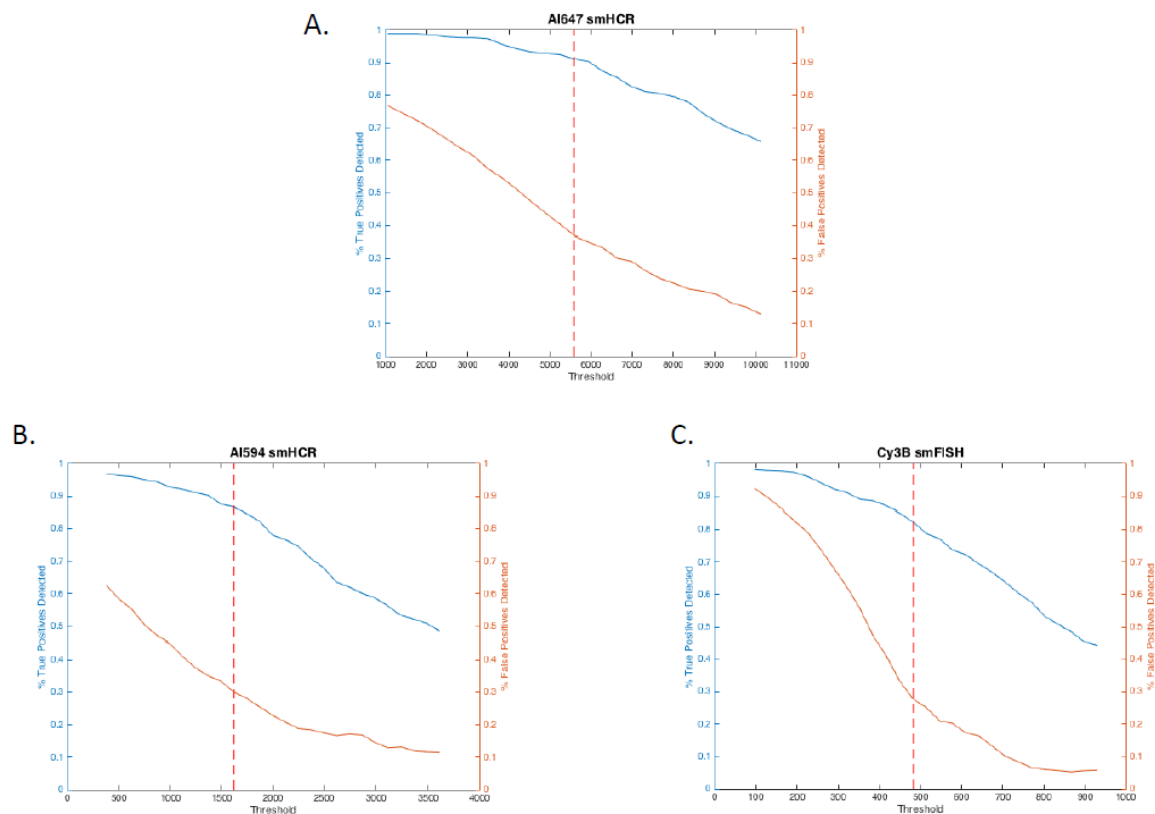 A.
Al647 smHCR
1 1
0.9 0.9
0.8 0.8
0.7 0.7
0.6 0.6
0.5 0.5
0.4 0.4
0.3 0.3
0.2 0.2
0.1 0.1
0 0
% True Positives Detected
% False Positives Detected
1000 2000 3000 4000 5000 6000 7000 8000 9000 10000 11000
Threshold
B.
Al594 smHCR
1 1
0.9 0.9
0.8 0.8
0.7 0.7
0.6 0.6
0.5 0.5
0.4 0.4
0.3 0.3
0.2 0.2
0.1 0.1
0 0
% True Positives Detected
% False Positives Detected
0 500 1000 1500 2000 2500 3000 3500 4000
Threshold
C.
Cy3B smFISH
1 1
0.9 0.9
0.8 0.8
0.7 0.7
0.6 0.6
0.5 0.5
0.4 0.4
0.3 0.3
0.2 0.2
0.1 0.1
0 0
% True Positives Detected
% False Positives Detected
0 100 200 300 400 500 600 700 800 900 1000
Threshold